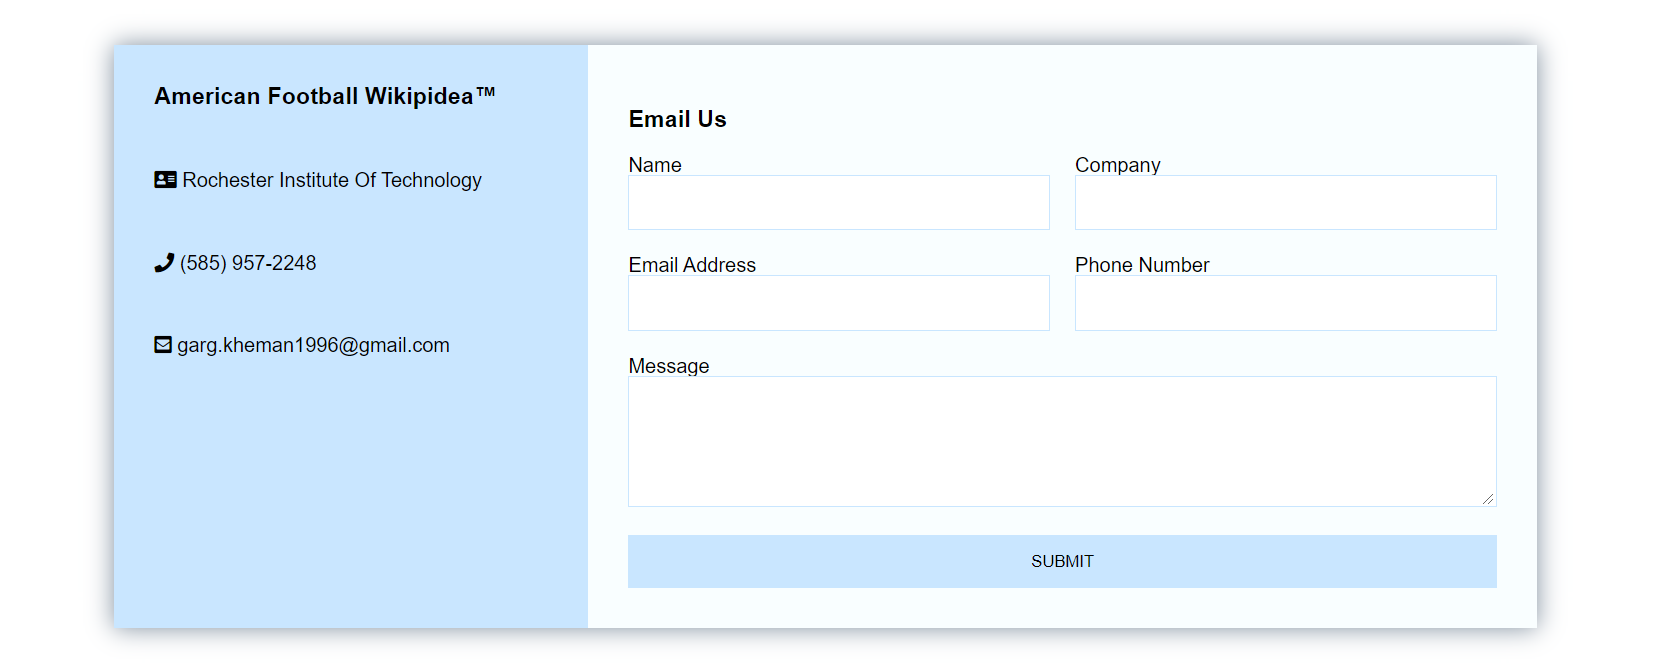 American Football Wikipidea™
Rochester Institute Of Technology
(585) 957-2248
garg.kheman1996@gmail.com
Email Us
Name
Company
Email Address
Phone Number
Message
SUBMIT